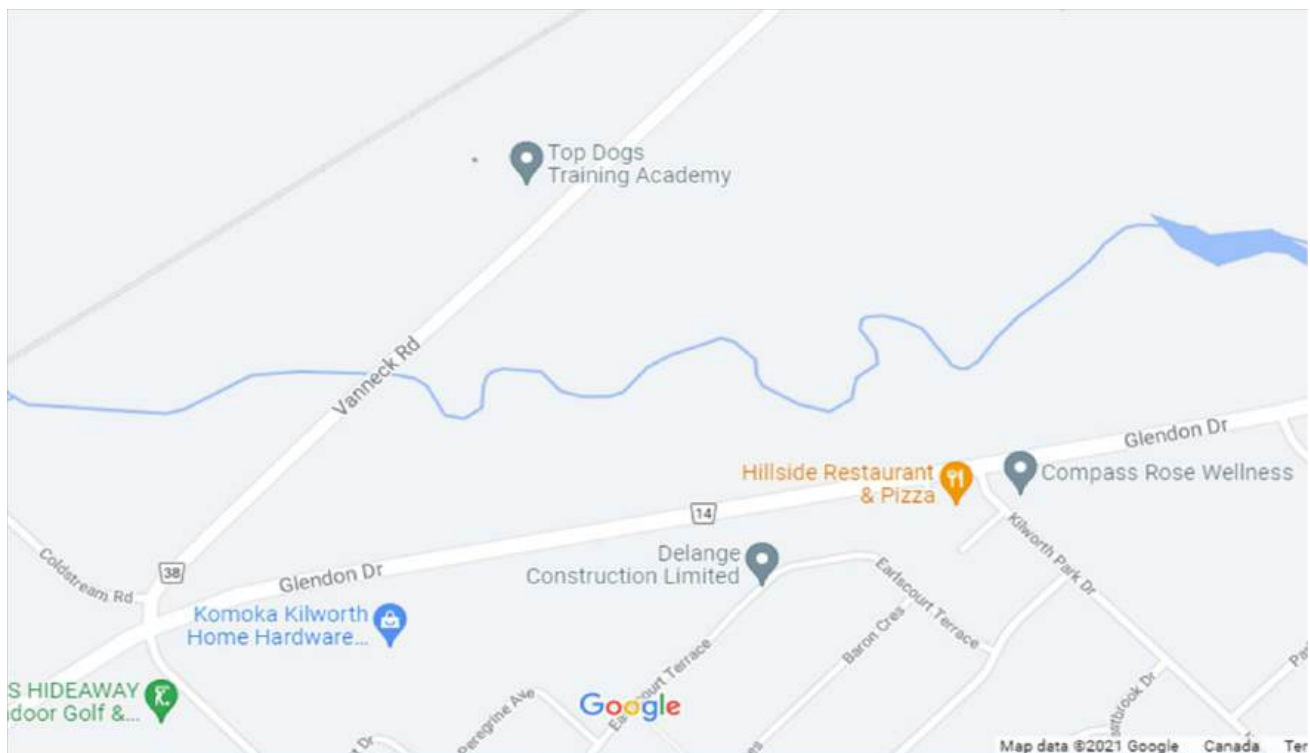 Top Dogs
Training Academy
Vanneck Rd
Glendon Dr
Hillside Restaurant
& Pizza
Compass Rose Wellness
14
Kilworth Park Dr
Coldstream Rd
38
Glendon Dr
Delange
Construction Limited
Earlscourt Terrace
Komoka Kilworth
Home Hardware...
Baron Cres
S HIDEAWAY
door Golf &...
Peregrine Ave
Google
Dr
Map data ©2021 Google Canada